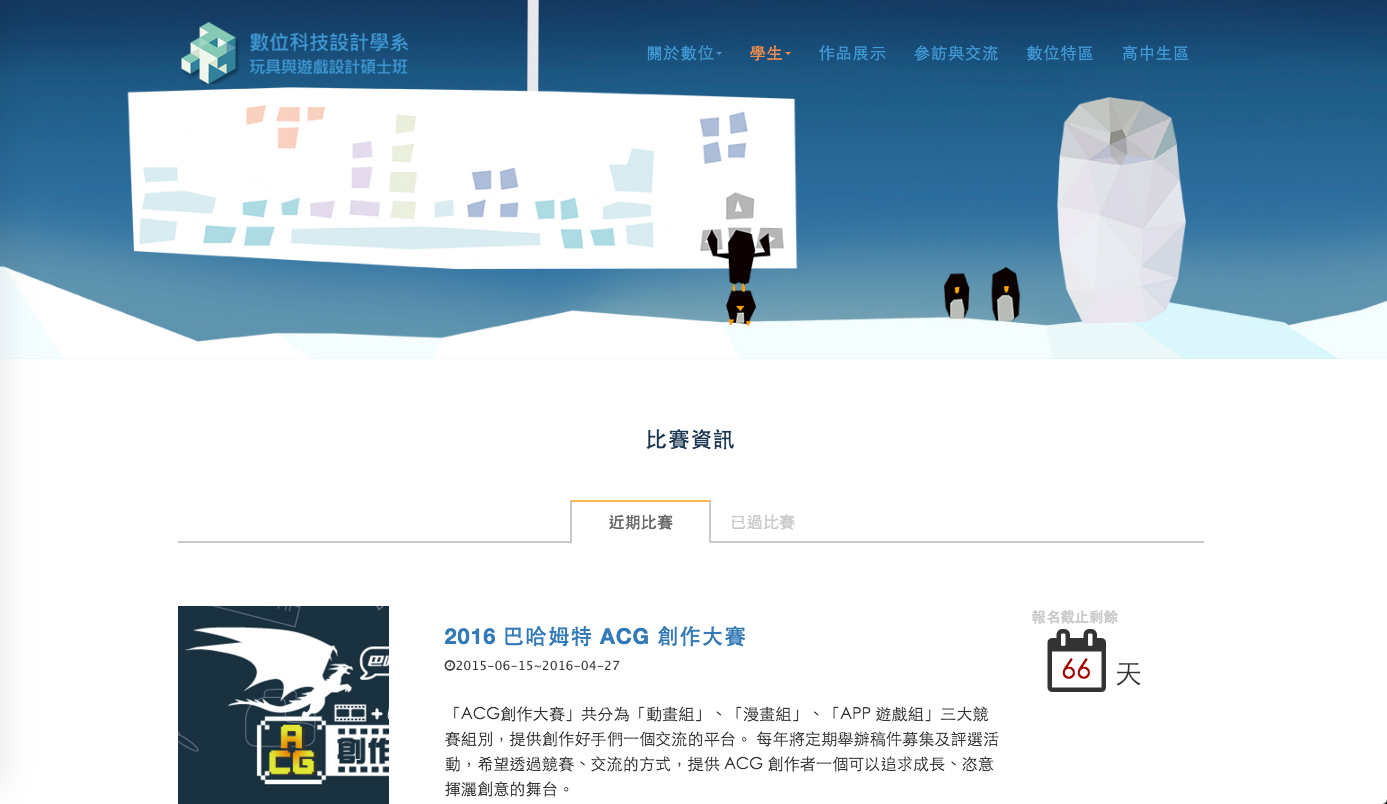 數位科技設計學系
玩具與遊戲設計碩士班
關於數位 學生 作品展示 參訪與交流 數位特區 高中生區
比賽資訊
近期比賽 已過比賽
報名截止剩餘
66 天
2016 巴哈姆特 ACG 創作大賽
2015-06-15~2016-04-27
「ACG創作大賽」共分為「動畫組」、「漫畫組」、「APP 遊戲組」三大競
賽組別，提供創作好手們一個交流的平台。 每年將定期舉辦稿件募集及評選活
動，希望透過競賽、交流的方式，提供 ACG 創作者一個可以追求成長、恣意
揮灑創意的舞台。
巴
ACG
創作